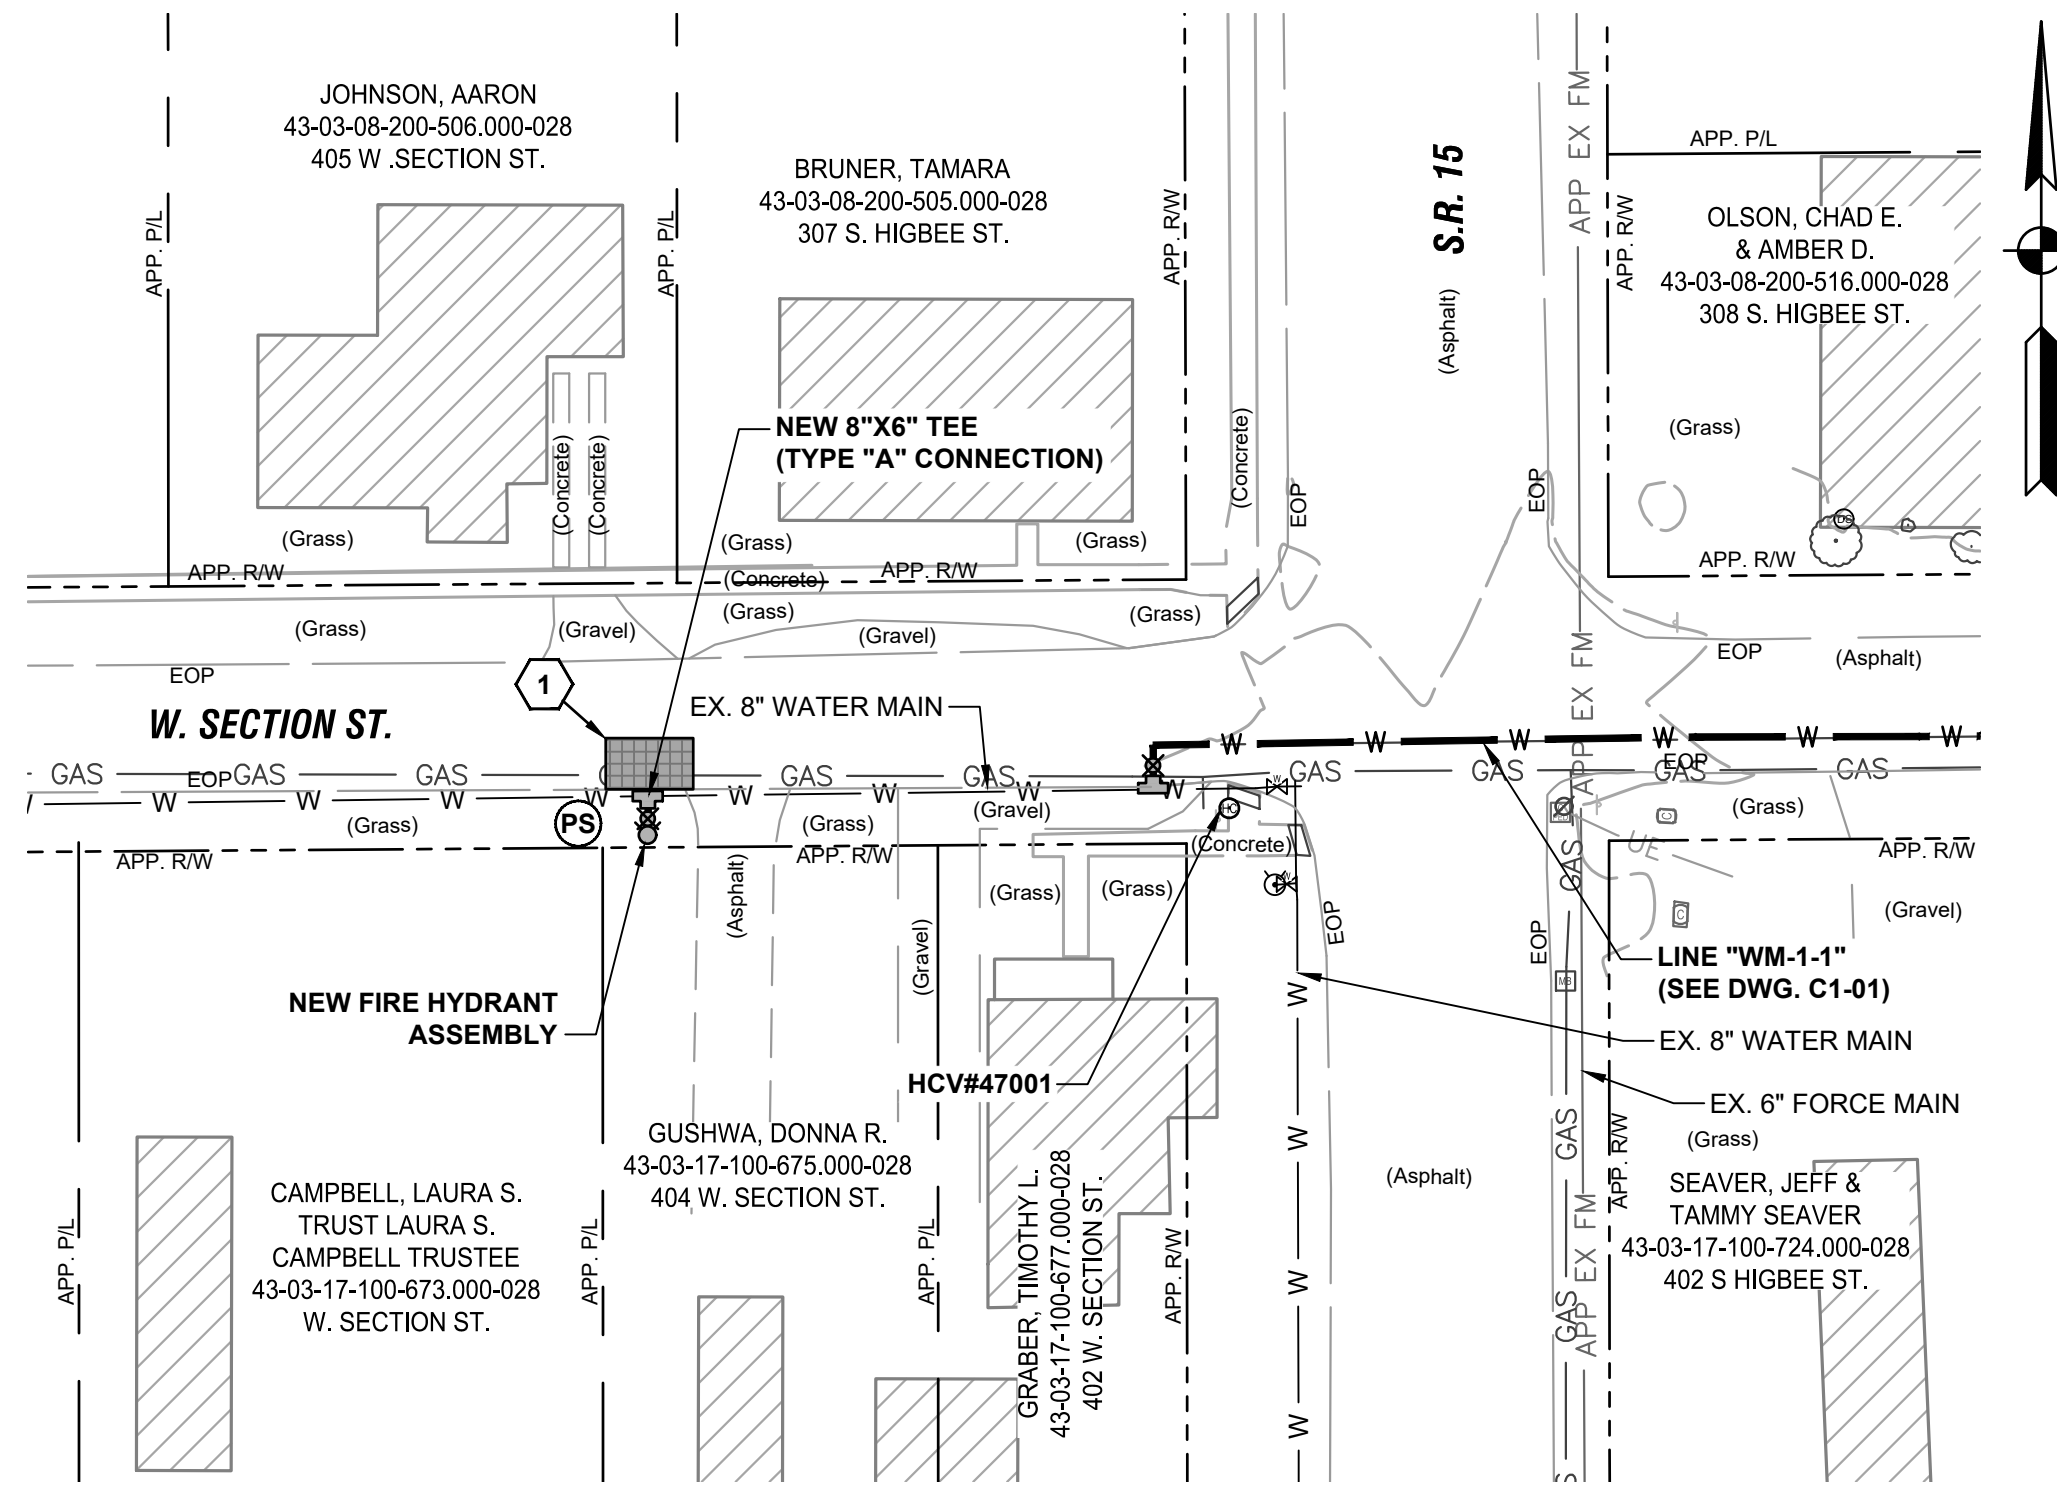 JOHNSON, AARON
43-03-08-200-506.000-028
405 W .SECTION ST.
BRUNER, TAMARA
43-03-08-200-505.000-028
307 S. HIGBEE ST.
S.R. 15
(Asphalt)
APP EX FM
APP. P/L
OLSON, CHAD E.
& AMBER D.
43-03-08-200-516.000-028
308 S. HIGBEE ST.
APP. P/L
APP. P/L
APP. R/W
APP. R/W
(Grass)
NEW 8"X6" TEE
(TYPE "A" CONNECTION)
(Concrete)
(Concrete)
(Concrete)
EOP
EOP
DS
(Grass)
(Grass)
(Grass)
APP. R/W
(Concrete)
APP. R/W
APP. R/W
(Grass)
(Gravel)
(Grass)
(Gravel)
(Grass)
EOP
APP EX FM
EOP
(Asphalt)
1
W. SECTION ST.
EX. 8" WATER MAIN
W W W W W W
GAS EOP GAS GAS G GAS GAS GAS GAS GAS EOP GAS
W W W W W W W W
(Grass)
PS
(Grass)
(Gravel)
HC
(Concrete)
(Grass)
APP. R/W
APP. R/W
APP. R/W
C
UE
APP
GAS
(Asphalt)
(Grass)
(Grass)
(Gravel)
W
EOP
EOP
C
(Gravel)
NEW FIRE HYDRANT
ASSEMBLY
LINE "WM-1-1"
(SEE DWG. C1-01)
MB
W
EX. 8" WATER MAIN
HCV#47001
EX. 6" FORCE MAIN
(Grass)
GAS
W
APP. R/W
GUSHWA, DONNA R.
43-03-17-100-675.000-028
404 W. SECTION ST.
GRABER, TIMOTHY L.
43-03-17-100-677.000-028
402 W. SECTION ST.
(Asphalt)
CAMPBELL, LAURA S.
TRUST LAURA S.
CAMPBELL TRUSTEE
43-03-17-100-673.000-028
W. SECTION ST.
SEAVER, JEFF &
TAMMY SEAVER
43-03-17-100-724.000-028
402 S HIGBEE ST.
APP. P/L
APP. P/L
APP. P/L
APP. R/W
W
GAS
APP EX FM
W
S